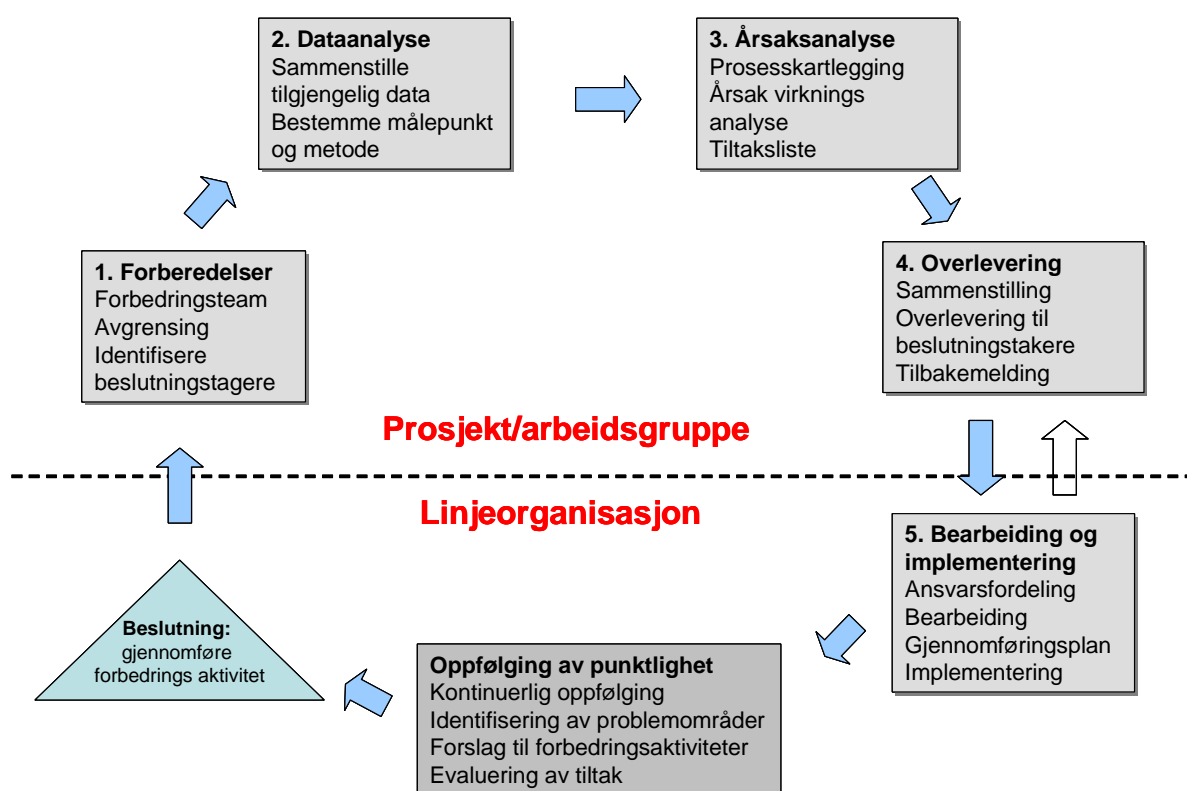 2. Dataanalyse
Sammenstille
tilgjengelig data
Bestemme målepunkt
og metode
3. Årsaksanalyse
Prosesskartlegging
Årsak virknings
analyse
Tiltaksliste
1. Forberedelser
Forbedringsteam
Avgrensing
Identifisere
beslutningstagere
4. Overlevering
Sammenstilling
Overlevering til
beslutningstakere
Tilbakemelding
Prosjekt/arbeidsgruppe
Linjeorganisasjon
5. Bearbeiding og
implementering
Ansvarsfordeling
Bearbeiding
Gjennomføringsplan
Implementering
Beslutning:
gjennomføre
forbedrings aktivitet
Oppfølging av punktlighet
Kontinuerlig oppfølging
Identifisering av problemområder
Forslag til forbedringsaktiviteter
Evaluering av tiltak